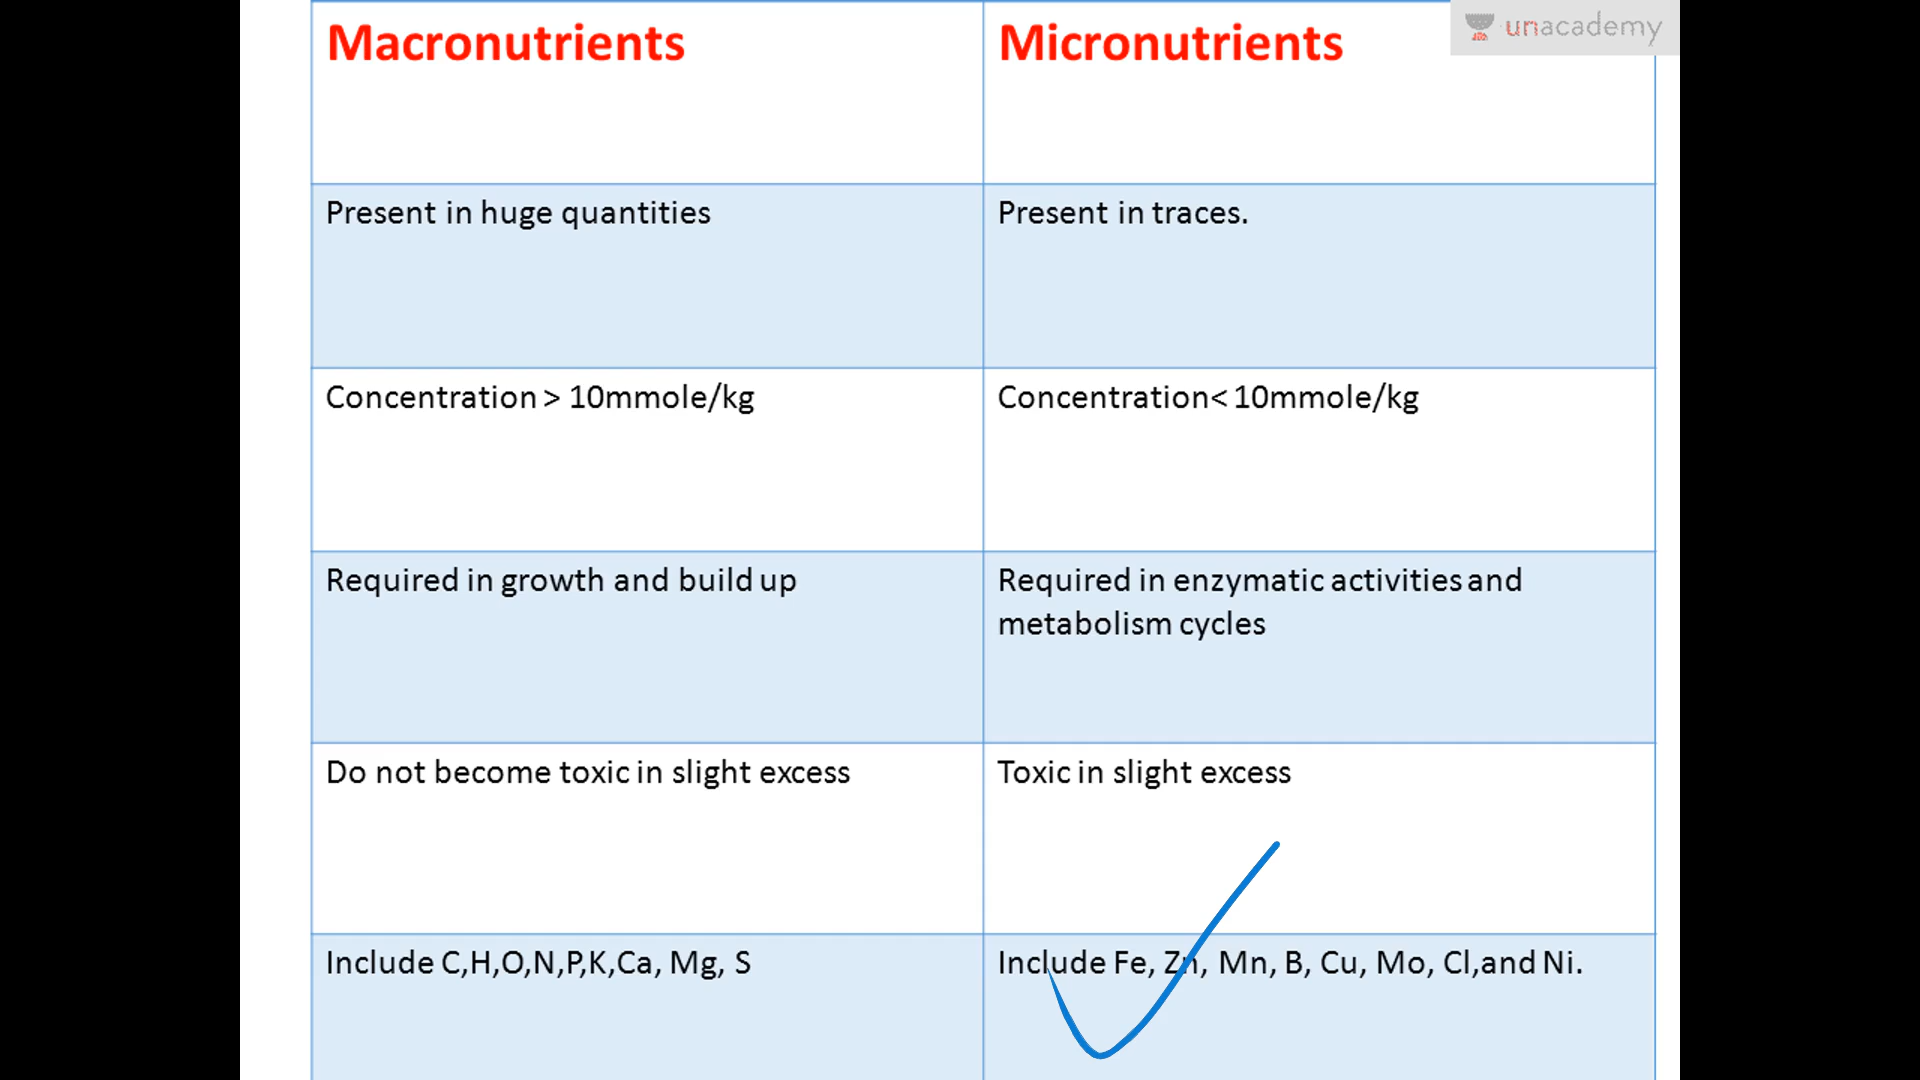 Macronutrients
Micronutrients
unacademy
Present in huge quantities
Present in traces.
Concentration > 10mmole/kg
Concentration< 10mmole/kg
Required in growth and build up
Required in enzymatic activities and
metabolism cycles
Do not become toxic in slight excess
Toxic in slight excess
Include C,H,O,N,P,K,Ca, Mg, S
Include Fe, Zn, Mn, B, Cu, Mo, Cl,and Ni.